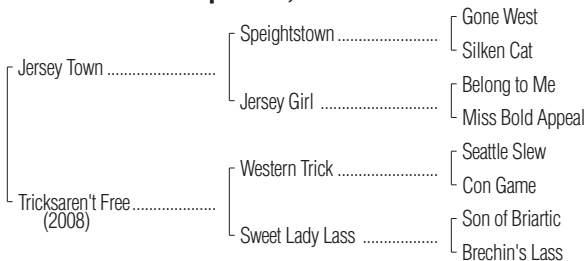 Gone West
Speightstown ......................
Silken Cat
Jersey Town .........................
Belong to Me
Jersey Girl ...........................
Miss Bold Appeal
Seattle Slew
Western Trick .....................
Con Game
Tricksaren't Free ...................
(2008)
Son of Briartic
Sweet Lady Lass .................
Brechin's Lass